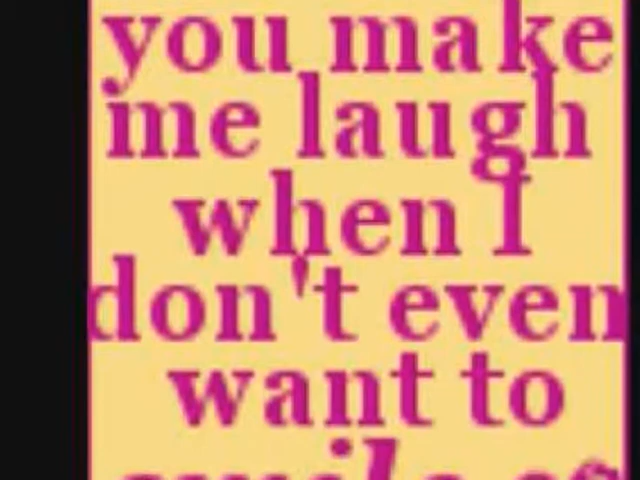 you make
me laugh
when I
don't even
want to